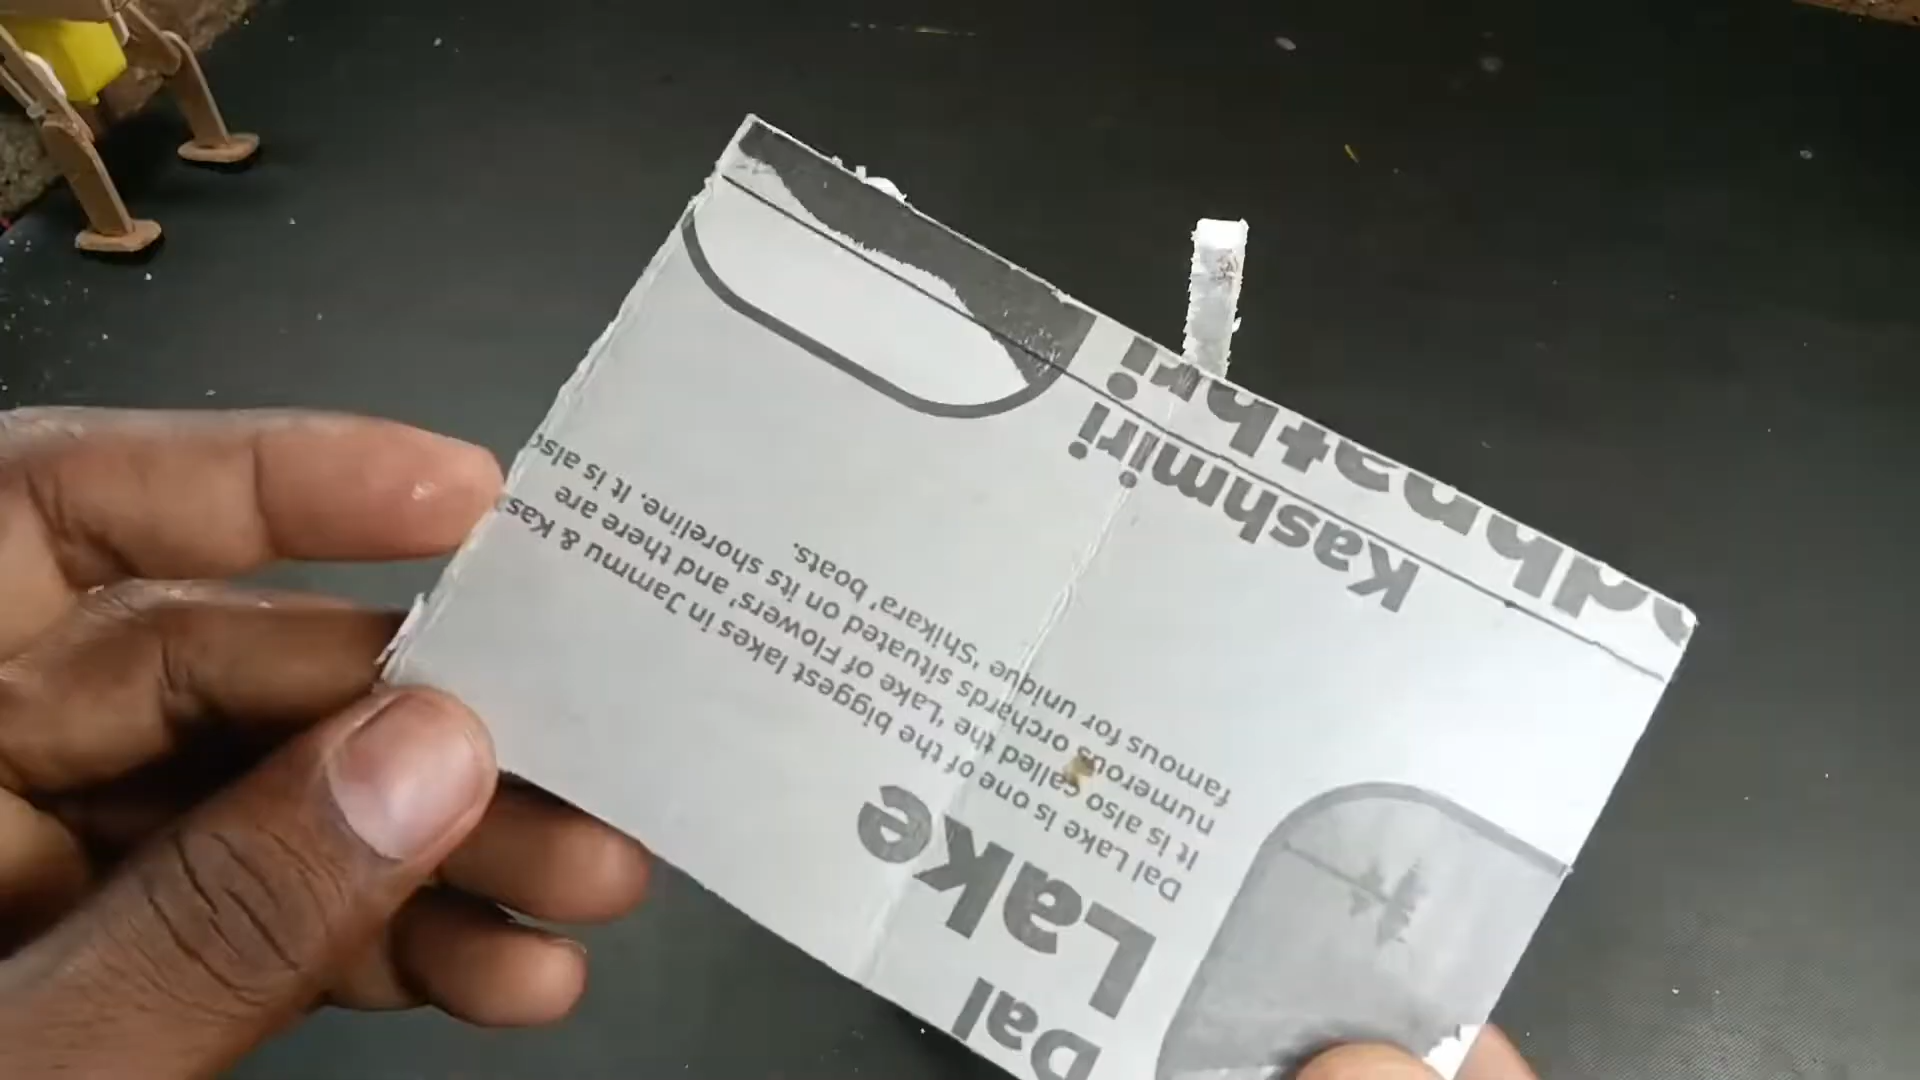 Dal
Lake
Dal Lake is one of the biggest lakes in Jammu & Kas
It is also called the 'Lake of Flowers' and there are
numerous orchards situated on its shoreline. It is also
famous for unique 'Shikara' boats.
Kashmiri